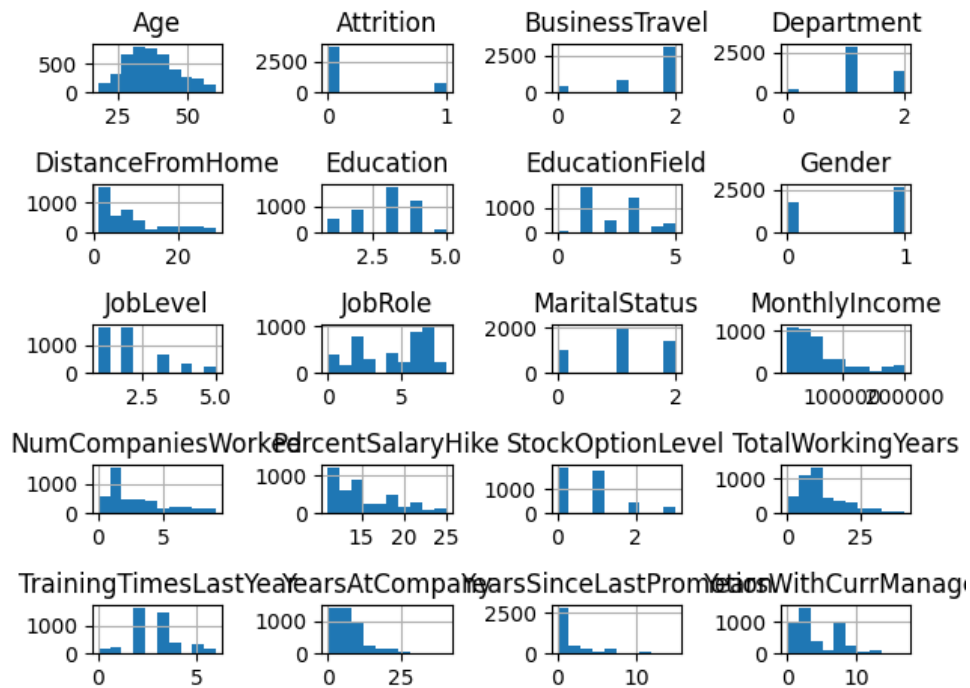 Age Attrition BusinessTravel Department
500 2500 2500 2500
0 0 0 0
25 50 0 1 0 2 0 2
DistanceFromHome Education EducationField Gender
1000 1000 1000 2500
0 0 0 0
0 20 2.5 5.0 0 5 0 1
JobLevel JobRole MaritalStatus MonthlyIncome
1000 1000 2000 1000
0 0 0 0
2.5 5.0 0 5 0 2 100000 200000
NumCompaniesWorked PercentSalaryHike StockOptionLevel TotalWorkingYears
1000 1000 1000 1000
0 0 0 0
0 5 15 20 25 0 2 0 25
TrainingTimesLastYear YearsAtCompany YearsSinceLastPromotion YearsWithCurrManage
1000 1000 2500 1000
0 0 0 0
0 5 0 25 0 10 0 10